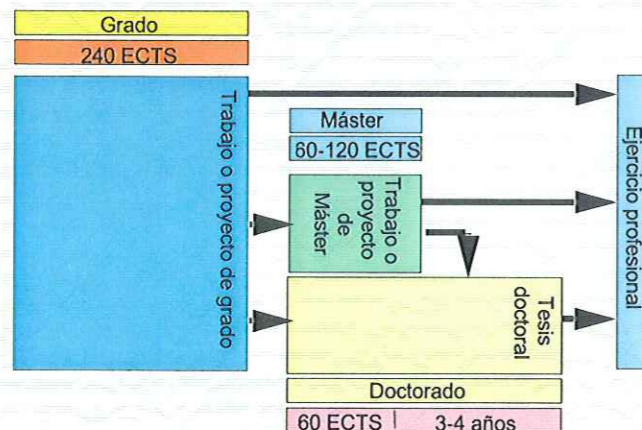 Grado
240 ECTS
Trabajo o proyecto de grado
Máster
60-120 ECTS
Trabajo o
proyecto
de
Máster
Tesis
doctoral
Doctorado
60 ECTS | 3-4 años
Ejercicio profesional